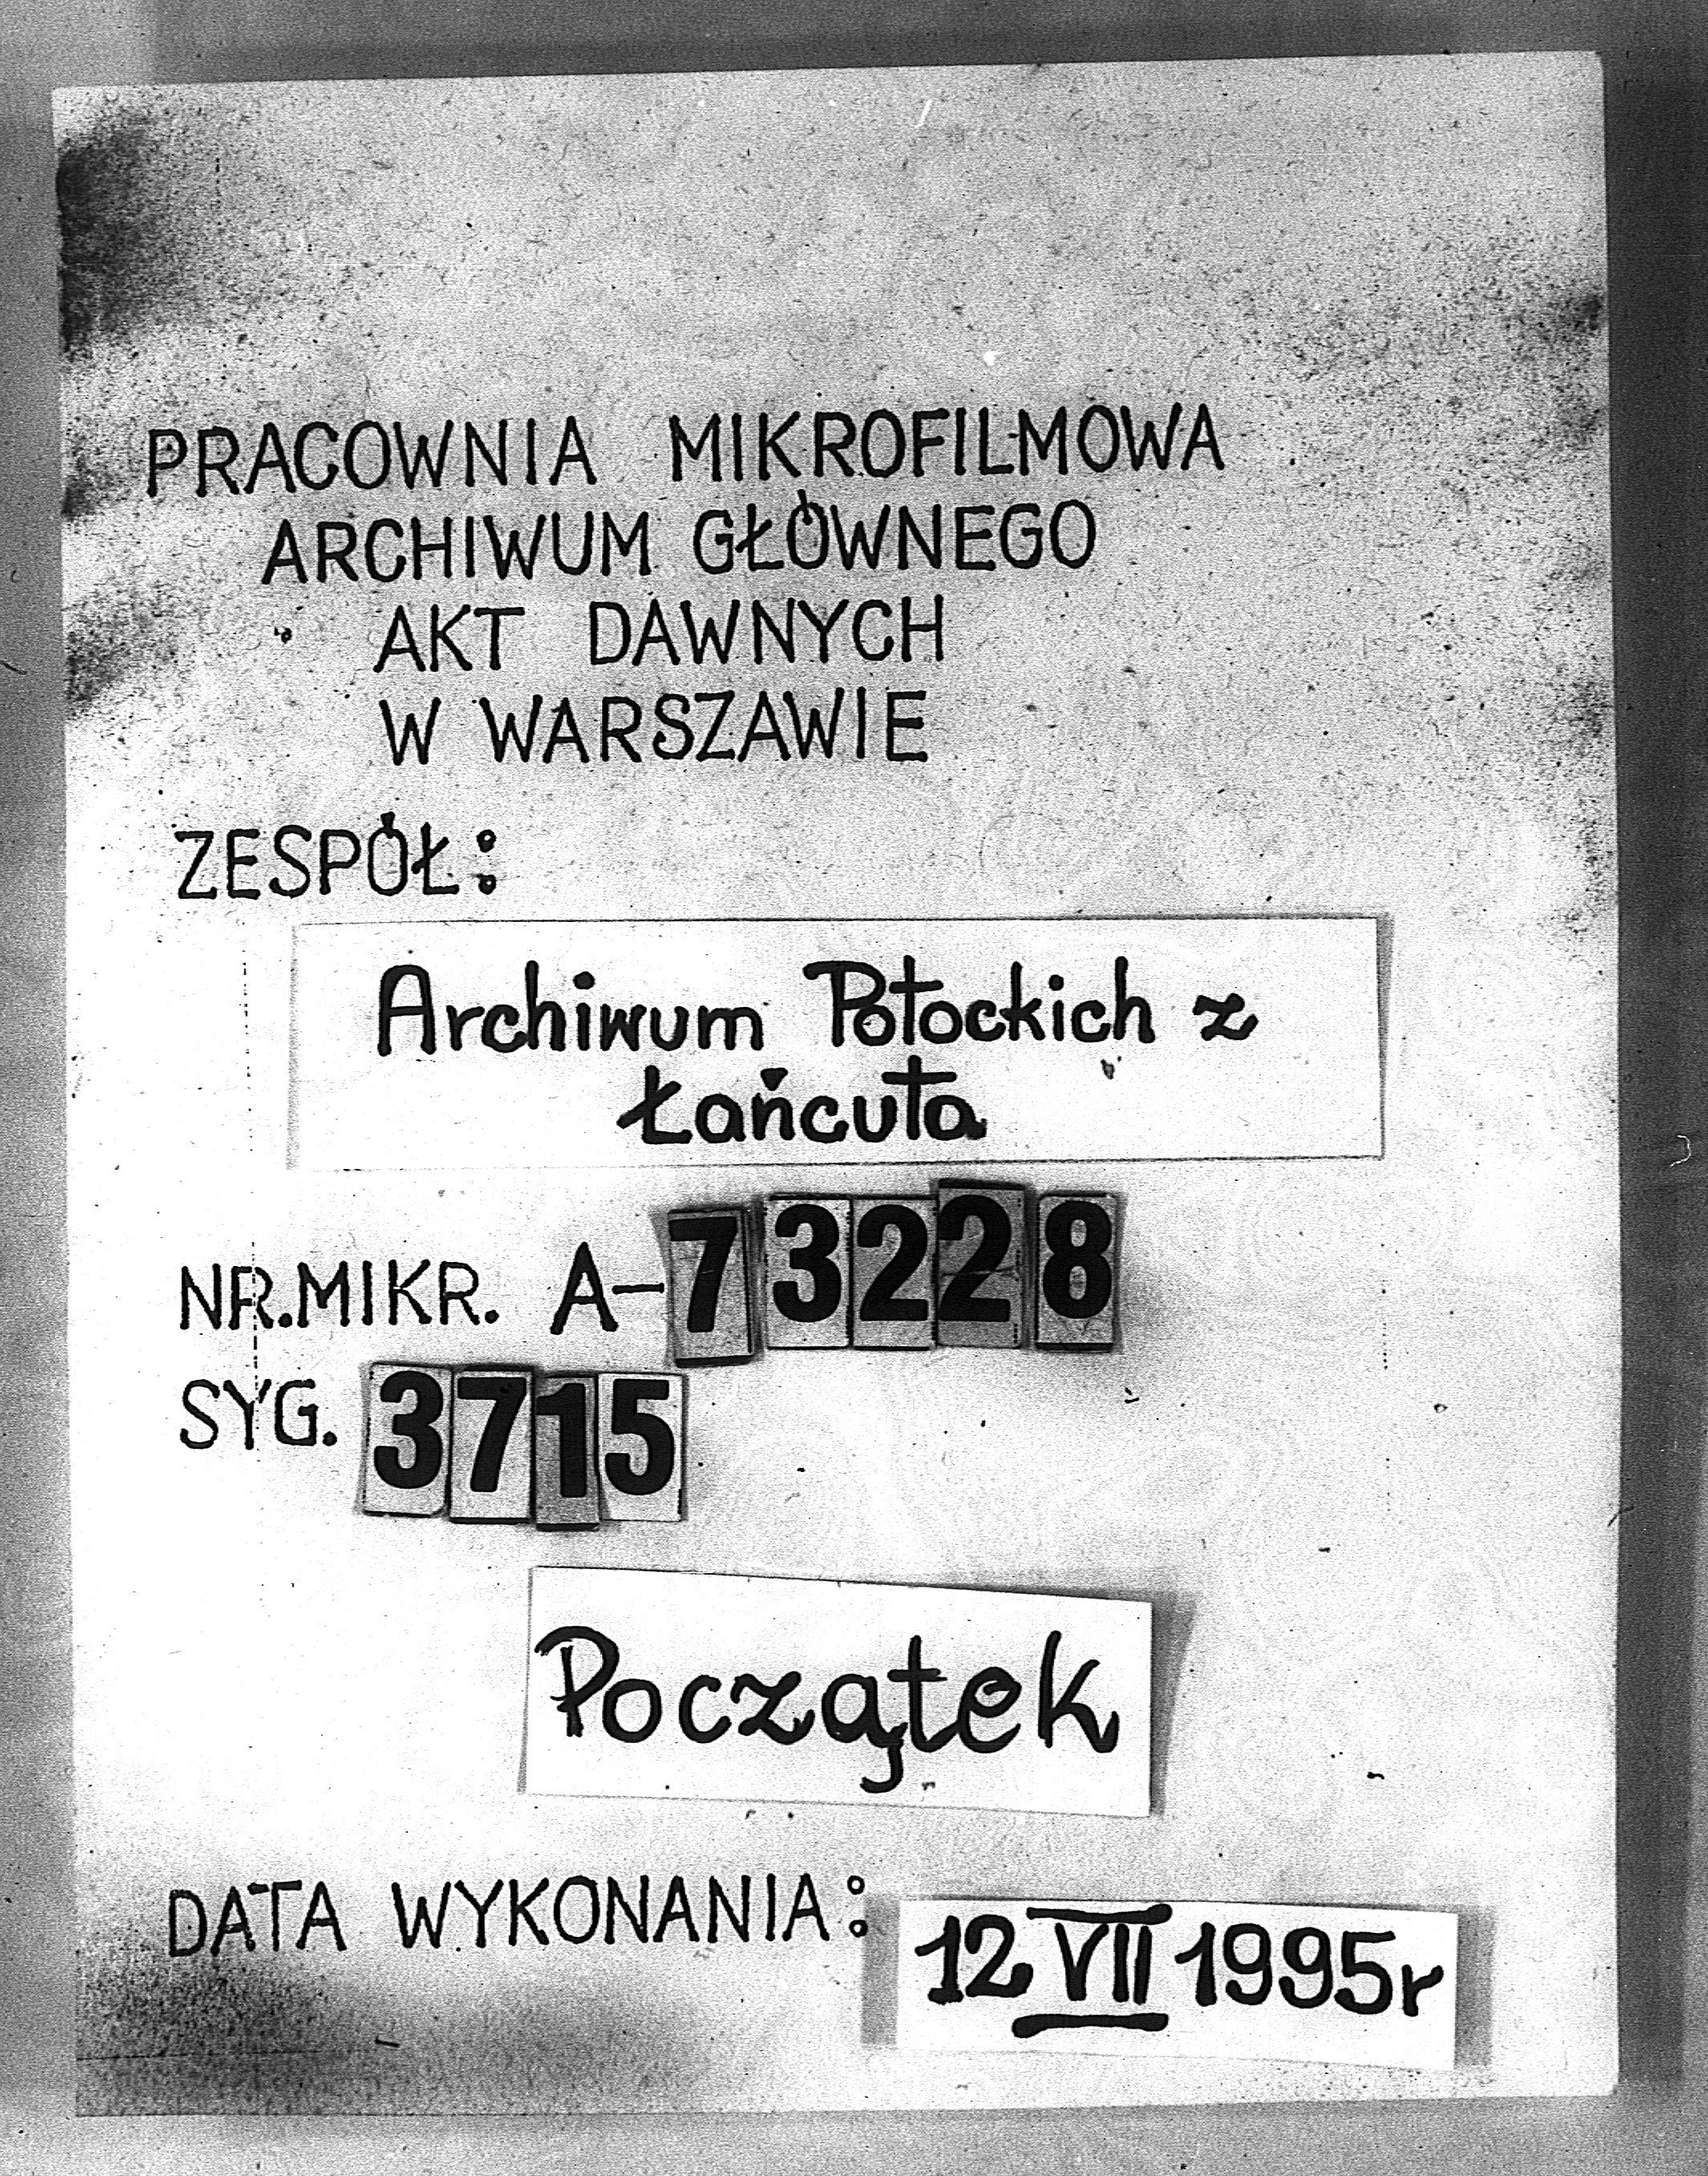 PRACOWNIA MIKROFILMOWA
ARCHIWUM GŁÓWNEGO
AKT DAWNYCH
W WARSZAWIE
ZESPÓŁ:
Archiwum Potockich z
Łańcuta
NR.MIKR. A-73228
SYG. 3715
Początek
DATA WYKONANIA: 12 VII 1995r